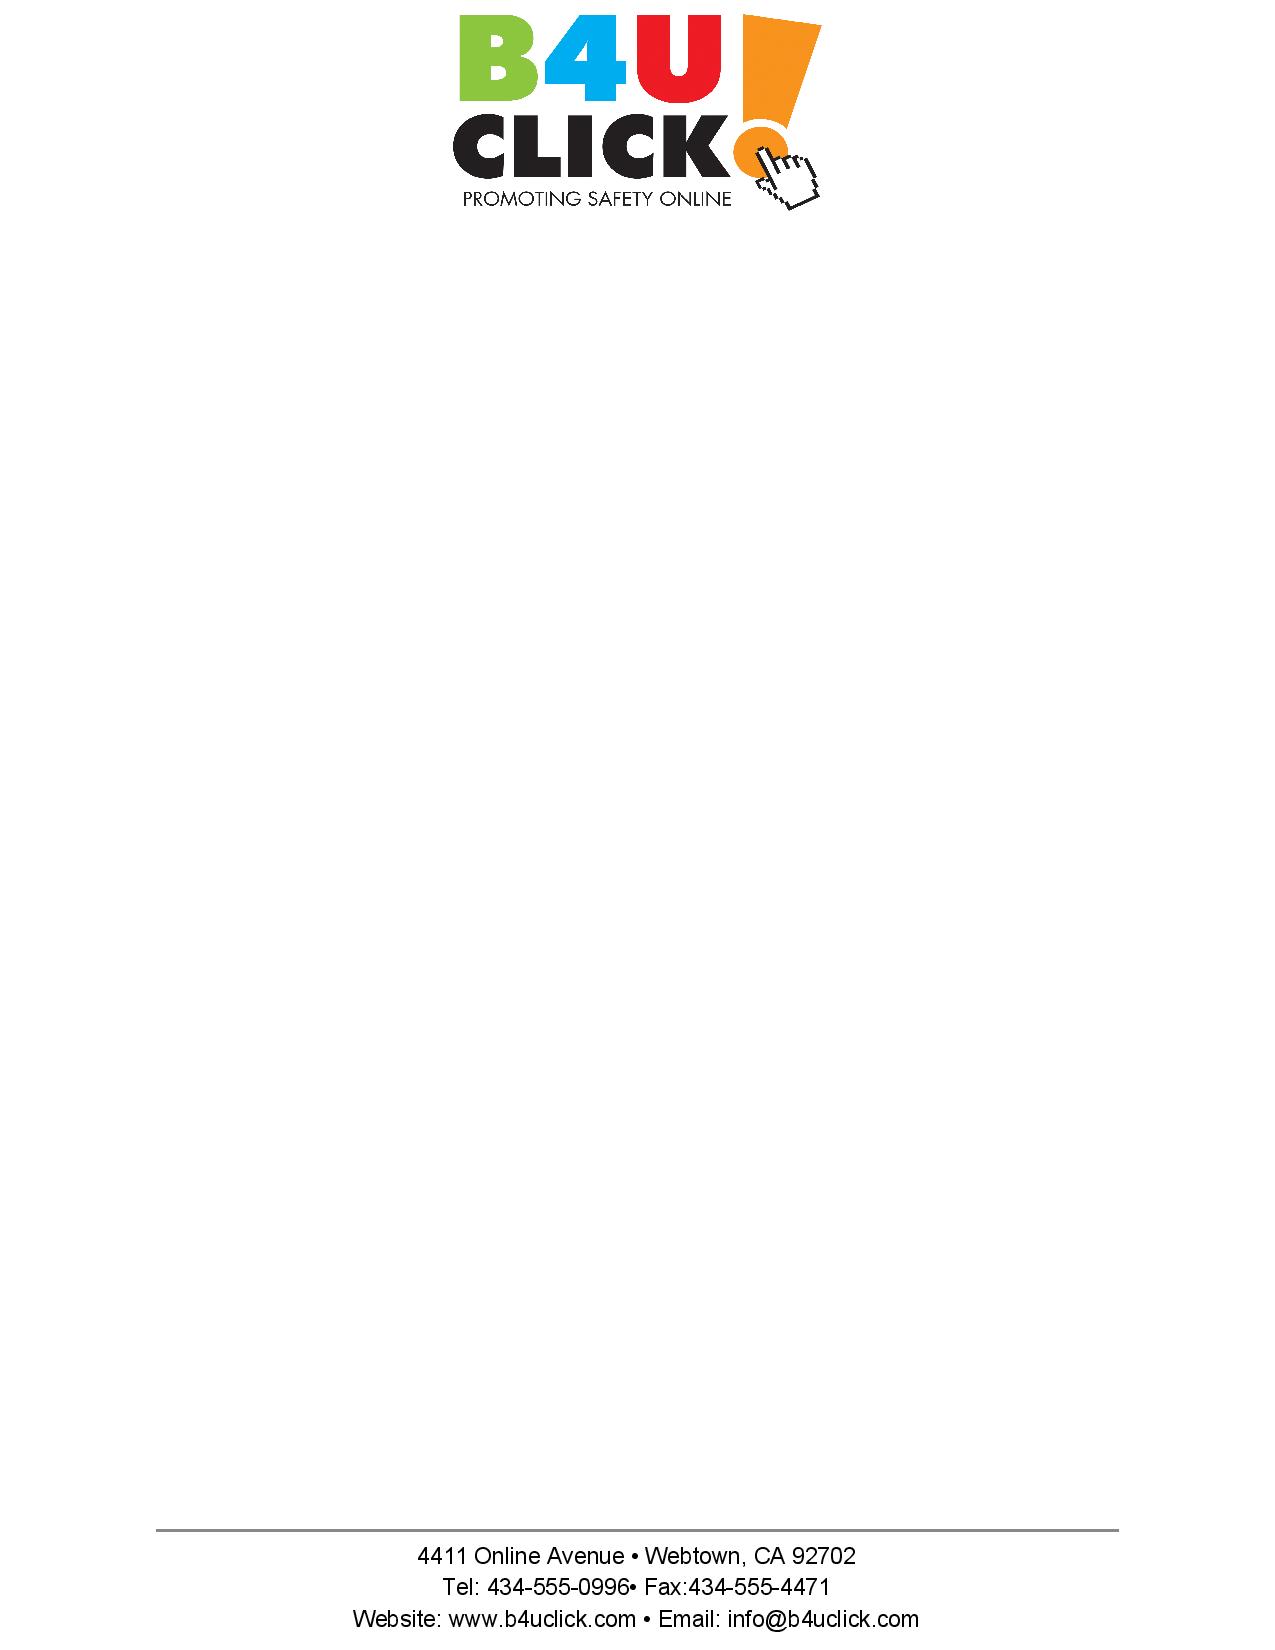 B4U!
CLICK
PROMOTING SAFETY ONLINE
4411 Online Avenue • Webtown, CA 92702
Tel: 434-555-0996• Fax:434-555-4471
Website: www.b4uclick.com • Email: info@b4uclick.com